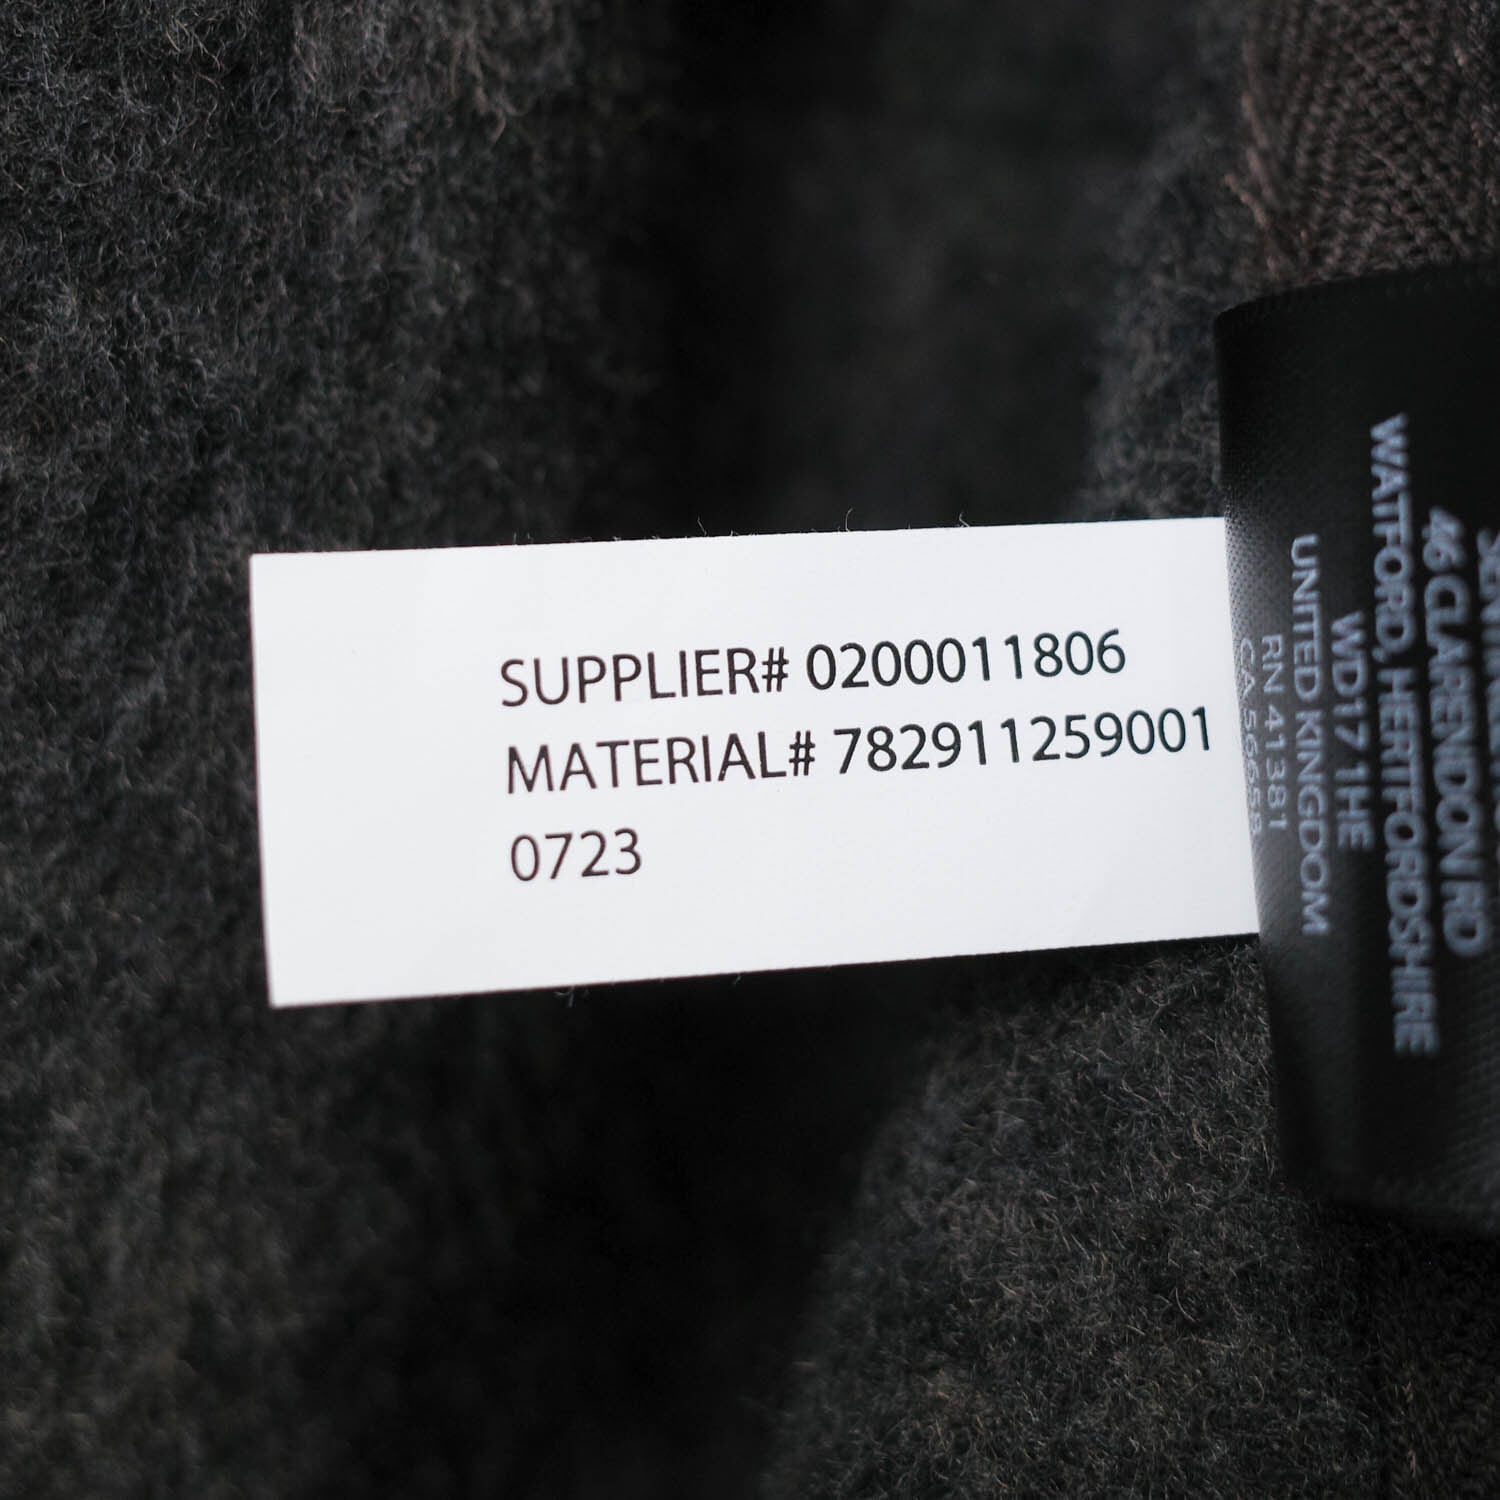 SUPPLIER# 0200011806
MATERIAL# 782911259001
0723
46 CLARENDON RD
WATFORD, HERTFORDSHIRE
WD17 1HE
UNITED KINGDOM
RN 41381